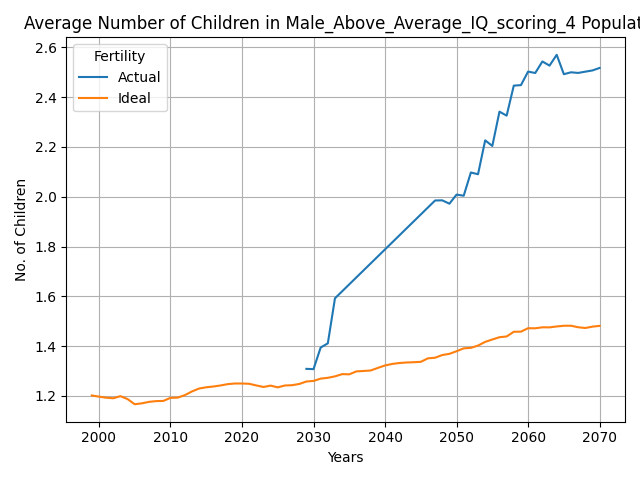 Average Number of Children in Male_Above_Average_IQ_scoring_4 Populat
Fertility
Actual
Ideal
No. of Children
2.6
2.4
2.2
2.0
1.8
1.6
1.4
1.2
2000 2010 2020 2030 2040 2050 2060 2070
Years